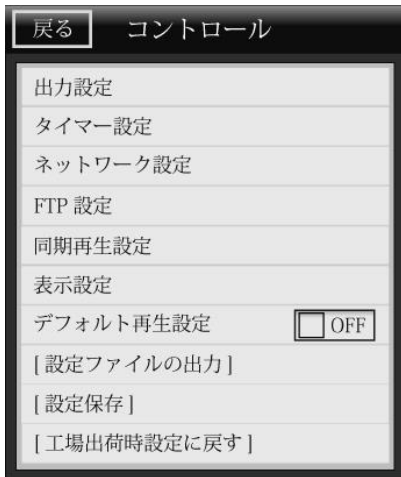 戻る コントロール
出力設定
タイマー設定
ネットワーク設定
FTP 設定
同期再生設定
表示設定
デフォルト再生設定 OFF
[ 設定ファイルの出力 ]
[ 設定保存 ]
[ 工場出荷時設定に戻す ]